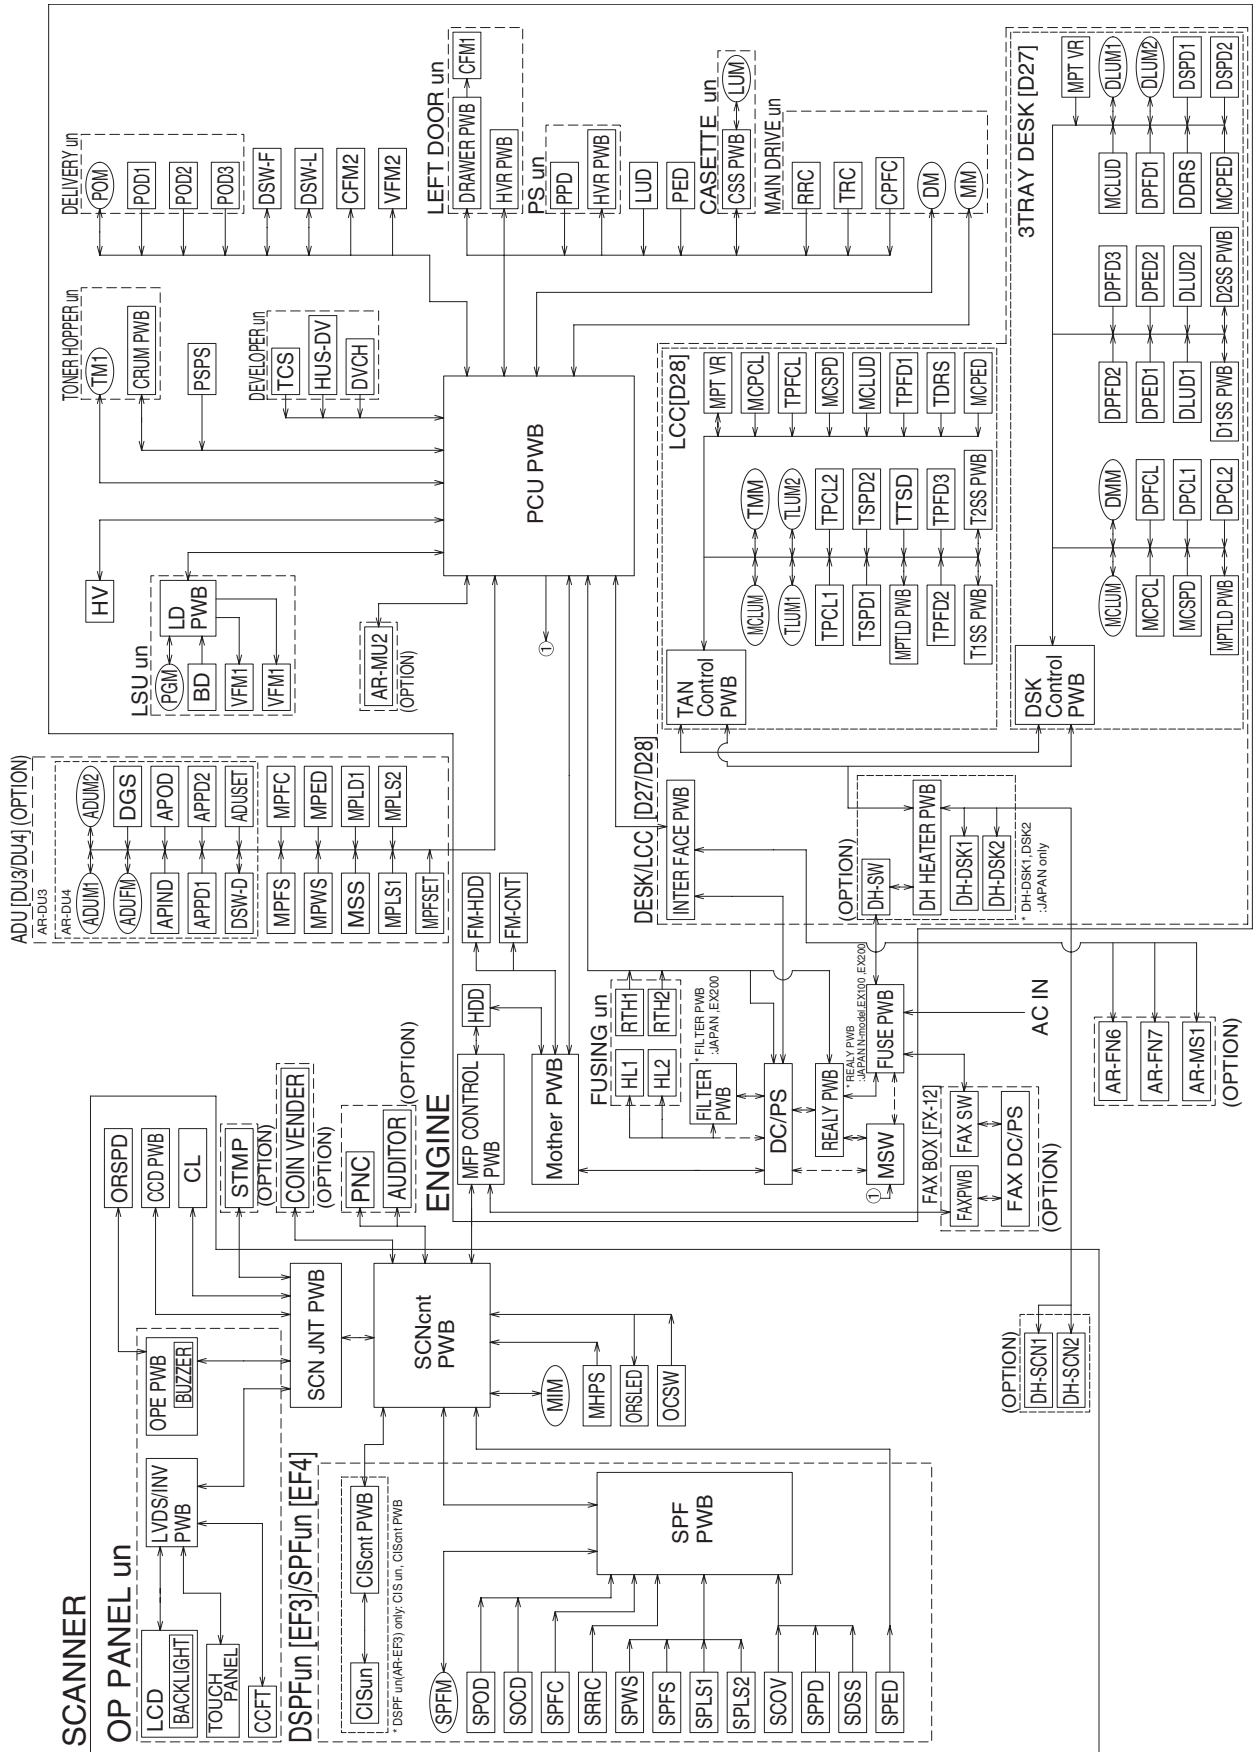 SCANNER
OP PANEL un
LCD
BACKLIGHT
TOUCH
PANEL
CCFT
LVDS/INV
PWB
OPE PWB
BUZZER
ORSPD
CCD PWB
CL
STMP
(OPTION)
COIN VENDER
(OPTION)
PNC
AUDITOR
(OPTION)
SCN JNT PWB
SCNcnt
PWB
MIM
MHPS
ORSLED
OCSW
DSPFun [EF3]/SPFun [EF4]
CISun
CIScnt PWB
* DSPF un(AR-EF3) only: CIS un, CIScnt PWB
SPFM
SPOD
SOCD
SPFC
SRRC
SPWS
SPFS
SPLS1
SPLS2
SCOV
SPPD
SDSS
SPED
SPF
PWB
(OPTION)
DH-SCN1
DH-SCN2
ENGINE
MFP CONTROL
PWB
HDD
FM-HDD
FM-CNT
Mother PWB
ADU [DU3/DU4] (OPTION)
AR-DU3
AR-DU4
ADUM1
ADUM2
ADUFM
DGS
APIND
APOD
APPD1
APPD2
DSW-D
ADUSET
MPFS
MPFC
MPWS
MPED
MSS
MPLD1
MPLS1
MPLS2
MPFSET
LSU un
PGM
BD
VFM1
VFM1
LD
PWB
HV
AR-MU2
(OPTION)
TONER HOPPER un
TM1
CRUM PWB
PSPS
DEVELOPER un
TCS
HUS-DV
DVCH
DELIVERY un
POM
POD1
POD2
POD3
DSW-F
DSW-L
CFM2
VFM2
PCU PWB
①
LEFT DOOR un
DRAWER PWB
CFM1
HVR PWB
PS un
PPD
HVR PWB
LUD
PED
CASETTE un
CSS PWB
LUM
MAIN DRIVE un
RRC
TRC
CPFC
DM
MM
FUSING un
HL1
RTH1
HL2
RTH2
FILTER
PWB
* FILTER PWB
:JAPAN ,EX200
DC/PS
REALY PWB
* REALY PWB
:JAPAN N-model,EX100 ,EX200
MSW
①
FUSE PWB
AC IN
FAX BOX [FX-12]
FAXPWB
FAX SW
FAX DC/PS
(OPTION)
AR-FN6
AR-FN7
AR-MS1
(OPTION)
DESK/LCC [D27/D28]
INTER FACE PWB
(OPTION)
DH-SW
DH HEATER PWB
DH-DSK1
DH-DSK2
* DH-DSK1,DSK2
:JAPAN only
LCC[D28]
TAN
Control
PWB
MCLUM
TMM
TLUM1
TLUM2
TPCL1
TPCL2
TSPD1
TSPD2
MPTLD PWB
TTSD
TPFD2
TPFD3
T1SS PWB
T2SS PWB
MPT VR
MCPCL
TPFCL
MCSPD
MCLUD
TPFD1
TDRS
MCPED
3TRAY DESK [D27]
DSK
Control
PWB
MCLUM
DMM
MCPCL
DPFCL
MCSPD
DPCL1
MPTLD PWB
DPCL2
DPFD2
DPFD3
DPED1
DPED2
DLUD1
DLUD2
D1SS PWB
D2SS PWB
MPT VR
MCLUD
DLUM1
DPFD1
DLUM2
DDRS
DSPD1
MCPED
DSPD2